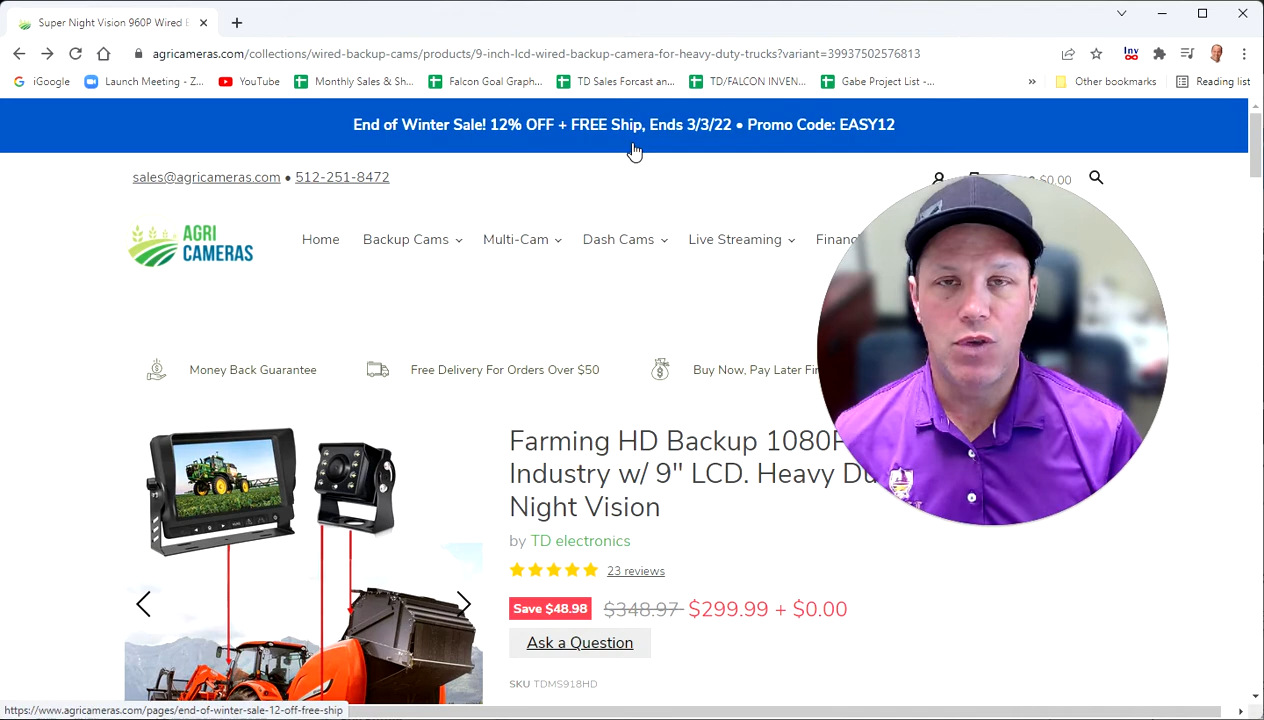 Super Night Vision 960P Wired E
agricameras.com/collections/wired-backup-cams/products/9-inch-lcd-wired-backup-camera-for-heavy-duty-trucks?variant=39937502576813
Inv
iGoogle
Launch Meeting - Z...
YouTube
Monthly Sales & Sh...
Falcon Goal Graph...
TD Sales Forcast an...
TD/FALCON INVEN...
Gabe Project List -...
»
Other bookmarks
Reading list
End of Winter Sale! 12% OFF + FREE Ship, Ends 3/3/22 • Promo Code: EASY12
sales@agricameras.com • 512-251-8472
$0.00
AGRI
CAMERAS
Home
Backup Cams
Multi-Cam
Dash Cams
Live Streaming
Financ
Money Back Guarantee
Free Delivery For Orders Over $50
Buy Now, Pay Later Fi
Farming HD Backup 1080P
Industry w/ 9" LCD. Heavy Du
Night Vision
by TD electronics
23 reviews
Save $48.98 $348.97 $299.99 + $0.00
Ask a Question
SKU TDMS918HD
https://www.agricameras.com/pages/end-of-winter-sale-12-off-free-ship